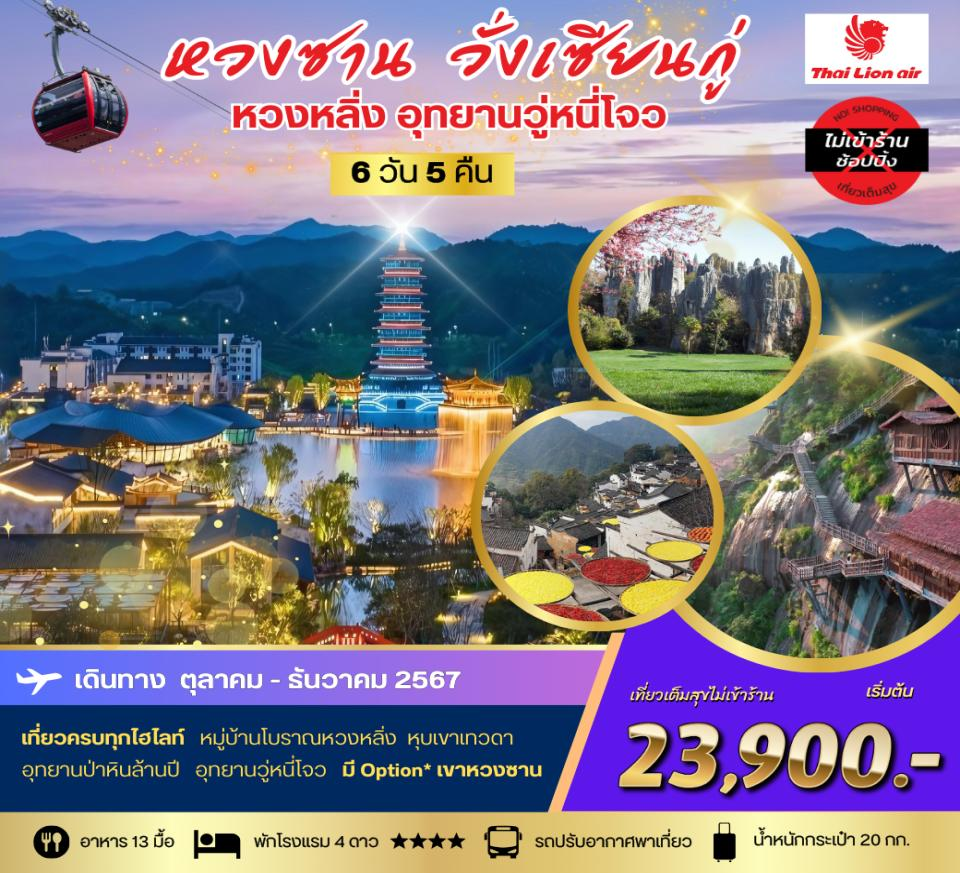 หวงซาน วั่งเซียนกู่
หวงหลิ่ง อุทยานวู่หนี่โจว
6 วัน 5 คืน
Thai Lion air
NO! SHOPPING
ไม่เข้าร้าน
ช้อปปิ้ง
เที่ยวเต็มสุข
เดินทาง ตุลาคม - ธันวาคม 2567
เที่ยวครบทุกไฮไลท์ หมู่บ้านโบราณหวงหลิ่ง หุบเขาเทวดา
อุทยานป่าหินล้านปี อุทยานวู่หนี่โจว มี Option* เขาหวงซาน
เที่ยวเต็มสุขไม่เข้าร้าน
เริ่มต้น
23,900.-
อาหาร 13 มื้อ
พักโรงแรม 4 ดาว
รถปรับอากาศพาเที่ยว
น้ำหนักกระเป๋า 20 กก.